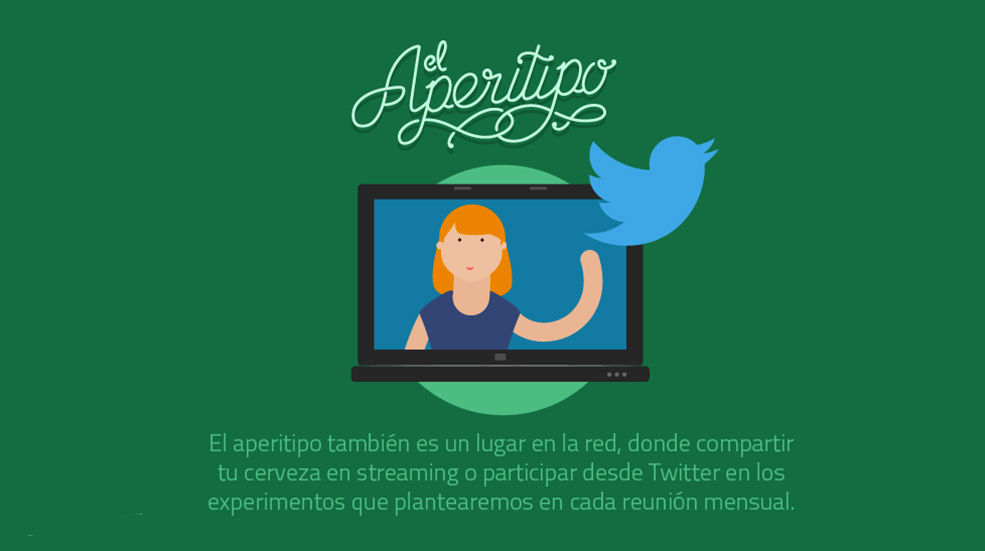 el
Aperitipo
El aperitipo también es un lugar en la red, donde compartir
tu cerveza en streaming o participar desde Twitter en los
experimentos que plantearemos en cada reunión mensual.